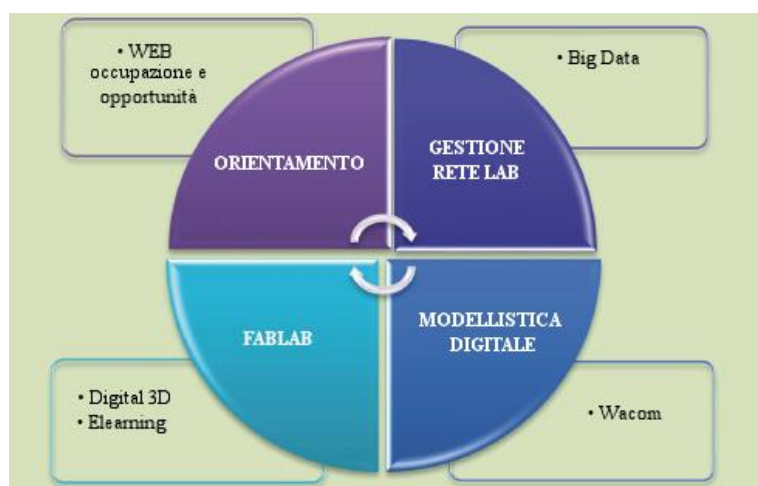 • WEB
occupazione e
opportunità
• Big Data
ORIENTAMENTO
GESTIONE
RETE LAB
FABLAB
MODELLISTICA
DIGITALE
• Digital 3D
• Elearning
• Wacom